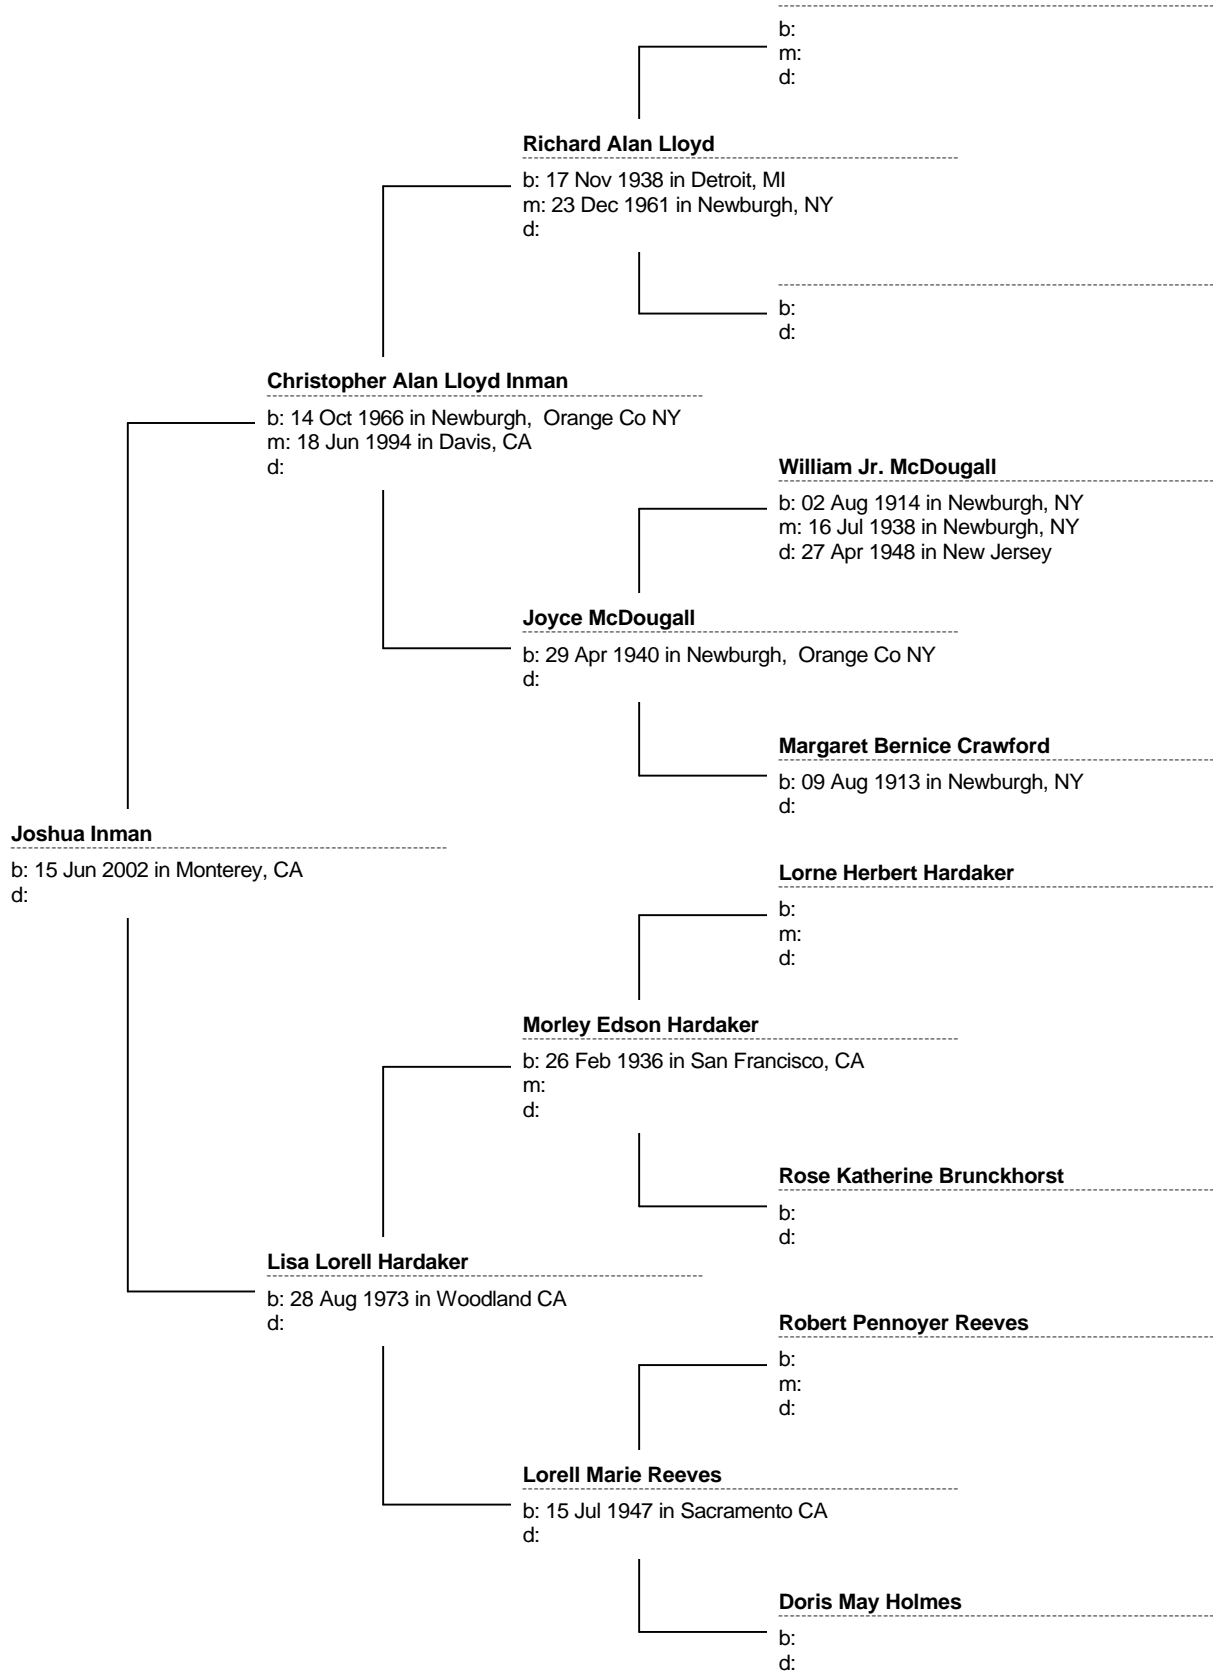 b:
m:
d:
Richard Alan Lloyd
b: 17 Nov 1938 in Detroit, MI
m: 23 Dec 1961 in Newburgh, NY
d:
b:
d:
Christopher Alan Lloyd Inman
b: 14 Oct 1966 in Newburgh,  Orange Co NY
m: 18 Jun 1994 in Davis, CA
d:
William Jr. McDougall
b: 02 Aug 1914 in Newburgh, NY
m: 16 Jul 1938 in Newburgh, NY
d: 27 Apr 1948 in New Jersey
Joyce McDougall
b: 29 Apr 1940 in Newburgh,  Orange Co NY
d:
Margaret Bernice Crawford
b: 09 Aug 1913 in Newburgh, NY
d:
Joshua Inman
b: 15 Jun 2002 in Monterey, CA
d:
Lorne Herbert Hardaker
b:
m:
d:
Morley Edson Hardaker
b: 26 Feb 1936 in San Francisco, CA
m:
d:
Rose Katherine Brunckhorst
b:
d:
Lisa Lorell Hardaker
b: 28 Aug 1973 in Woodland CA
d:
Robert Pennoyer Reeves
b:
m:
d:
Lorell Marie Reeves
b: 15 Jul 1947 in Sacramento CA
d:
Doris May Holmes
b:
d: